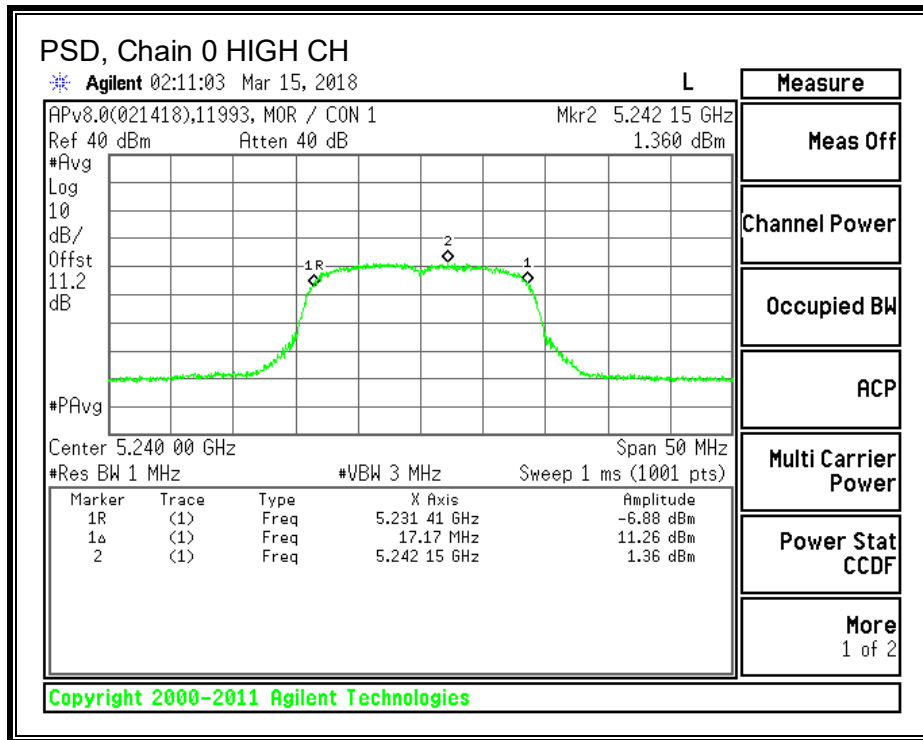 PSD, Chain 0 HIGH CH
Agilent 02:11:03 Mar 15, 2018 L
APv8.0(021418),11993, MOR / CON 1 Mkr2 5.242 15 GHz
Ref 40 dBm Atten 40 dB 1.360 dBm
#Avg
Log
10
dB/
Offst
11.2
dB
#PAvg
1R
2
1
Center 5.240 00 GHz Span 50 MHz
#Res BW 1 MHz #VBW 3 MHz Sweep 1 ms (1001 pts)
Marker Trace Type X Axis Amplitude
1R (1) Freq 5.231 41 GHz -6.88 dBm
1Δ (1) Freq 17.17 MHz 11.26 dBm
2 (1) Freq 5.242 15 GHz 1.36 dBm
Measure
Meas Off
Channel Power
Occupied BW
ACP
Multi Carrier
Power
Power Stat
CCDF
More
1 of 2
Copyright 2000-2011 Agilent Technologies